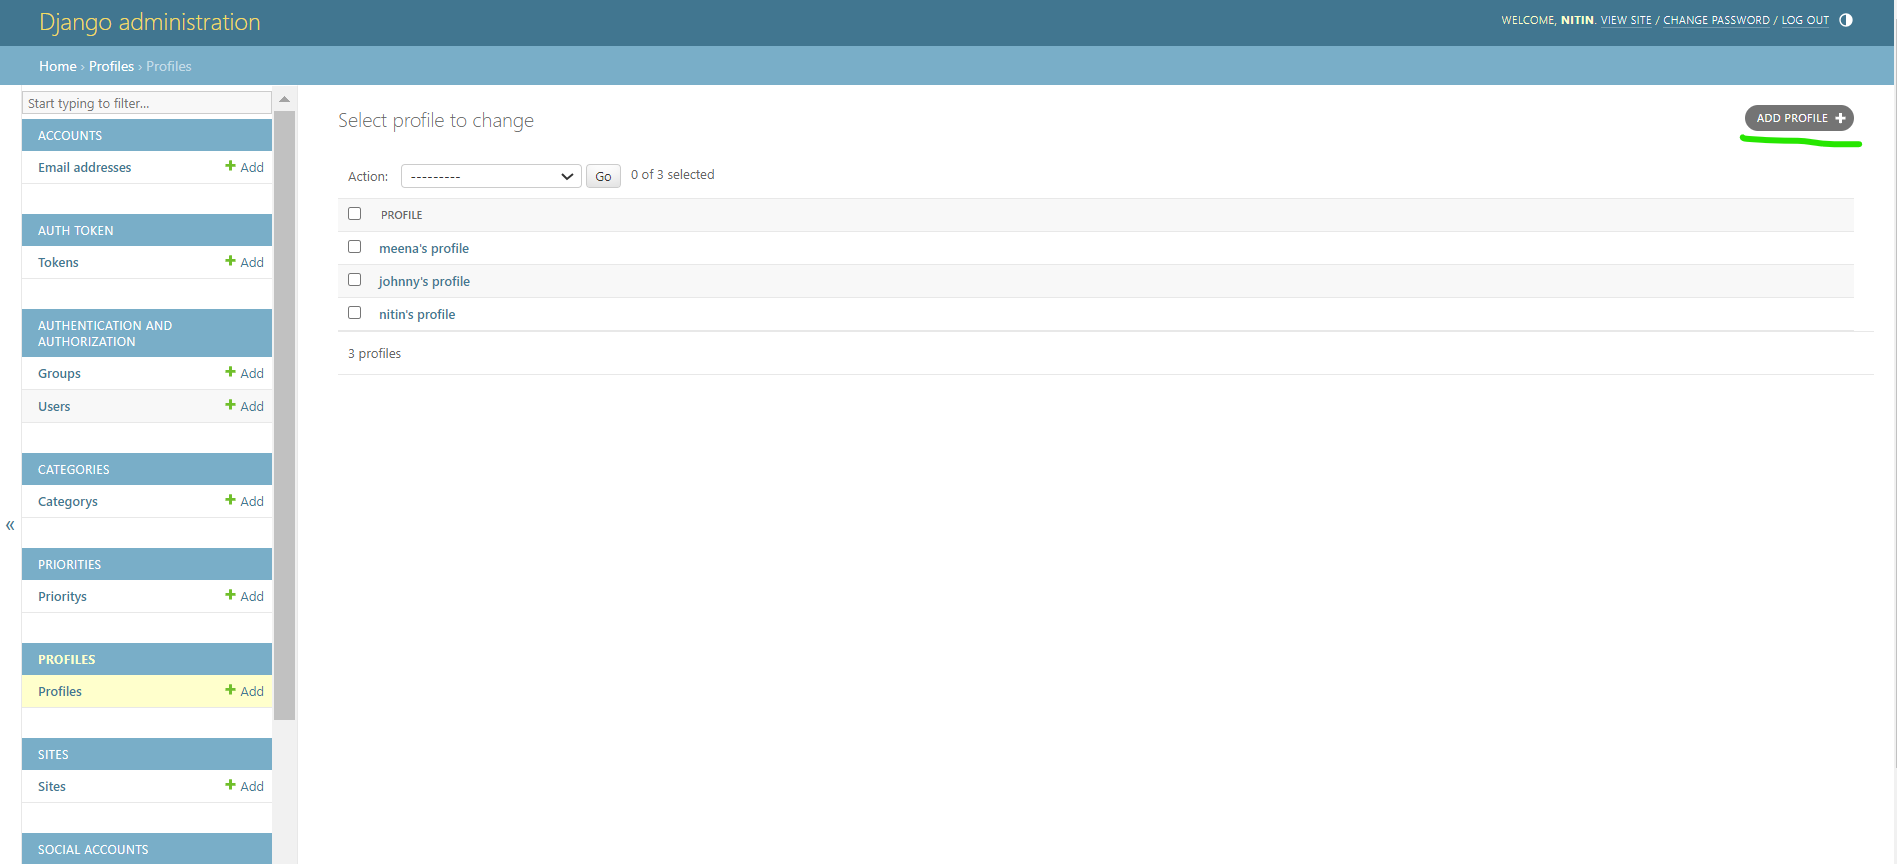 Django administration
WELCOME, NITIN. VIEW SITE / CHANGE PASSWORD / LOG OUT
Home › Profiles › Profiles
Start typing to filter...
ACCOUNTS
Email addresses + Add
AUTH TOKEN
Tokens + Add
AUTHENTICATION AND
AUTHORIZATION
Groups + Add
Users + Add
CATEGORIES
Categorys + Add
PRIORITIES
Prioritys + Add
PROFILES
Profiles + Add
SITES
Sites + Add
SOCIAL ACCOUNTS
«
Select profile to change
ADD PROFILE +
Action: --------- Go 0 of 3 selected
PROFILE
meena's profile
johnny's profile
nitin's profile
3 profiles